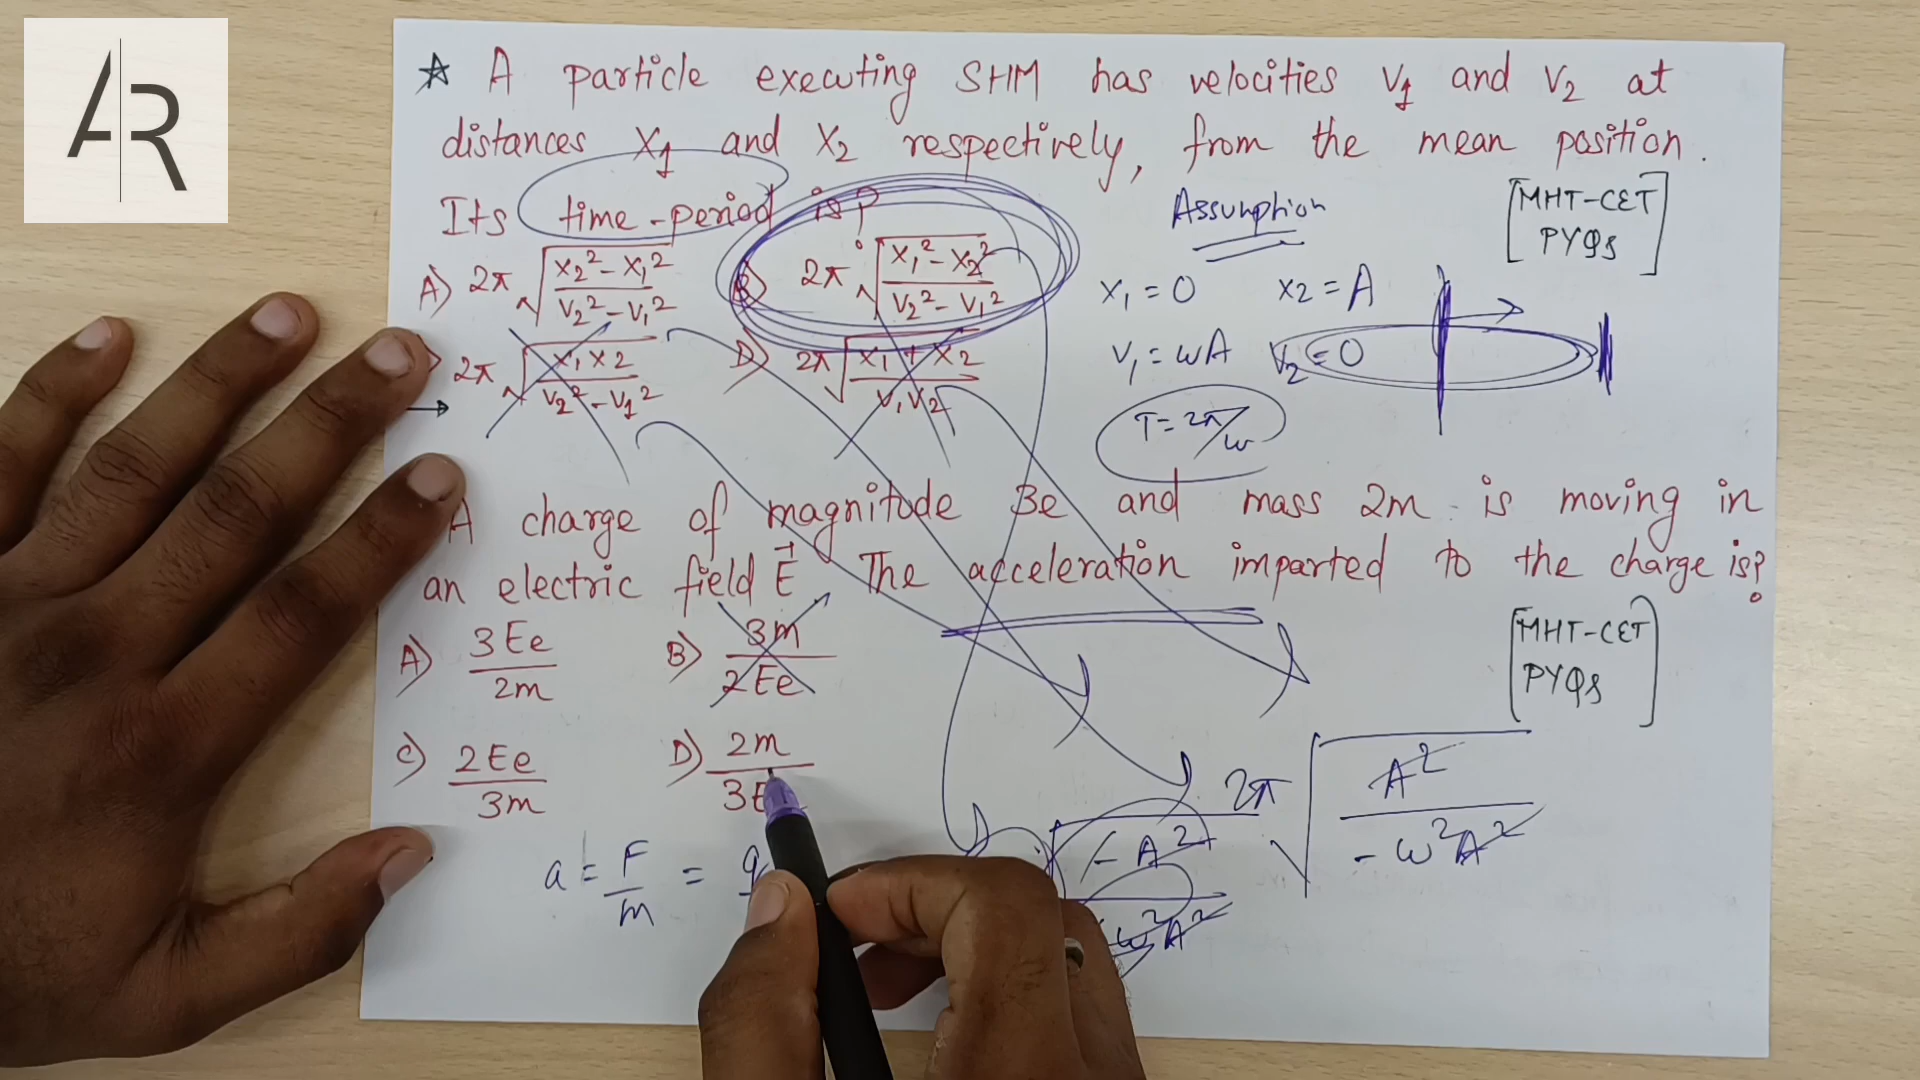 AR
☆ A particle executing SHM has velocities V1 and V2 at
distances X1 and X2 respectively, from the mean position.
Its time-period is?
Assumption
[MHT-CET
PYQs]
A) 2π √(X2² - X1² / V2² - V1²)
B) 2π √(X1² - X2² / V2² - V1²)
X1 = 0 X2 = A
) 2π √(X1 X2 / V2² - V1²)
D) 2π √(X1 + X2 / V1V2)
V1 = ωA V2 = 0
→
T = 2π/ω
A charge of magnitude 3e and mass 2m is moving in
an electric field E⃗ The acceleration imparted to the charge is?
[MHT-CET
PYQs]
A) 3Ee / 2m
B) 3m / 2Ee
C) 2Ee / 3m
D) 2m / 3E
2π √(A² / -ω²A²)
-A² / ω²A²
a = F/m = q